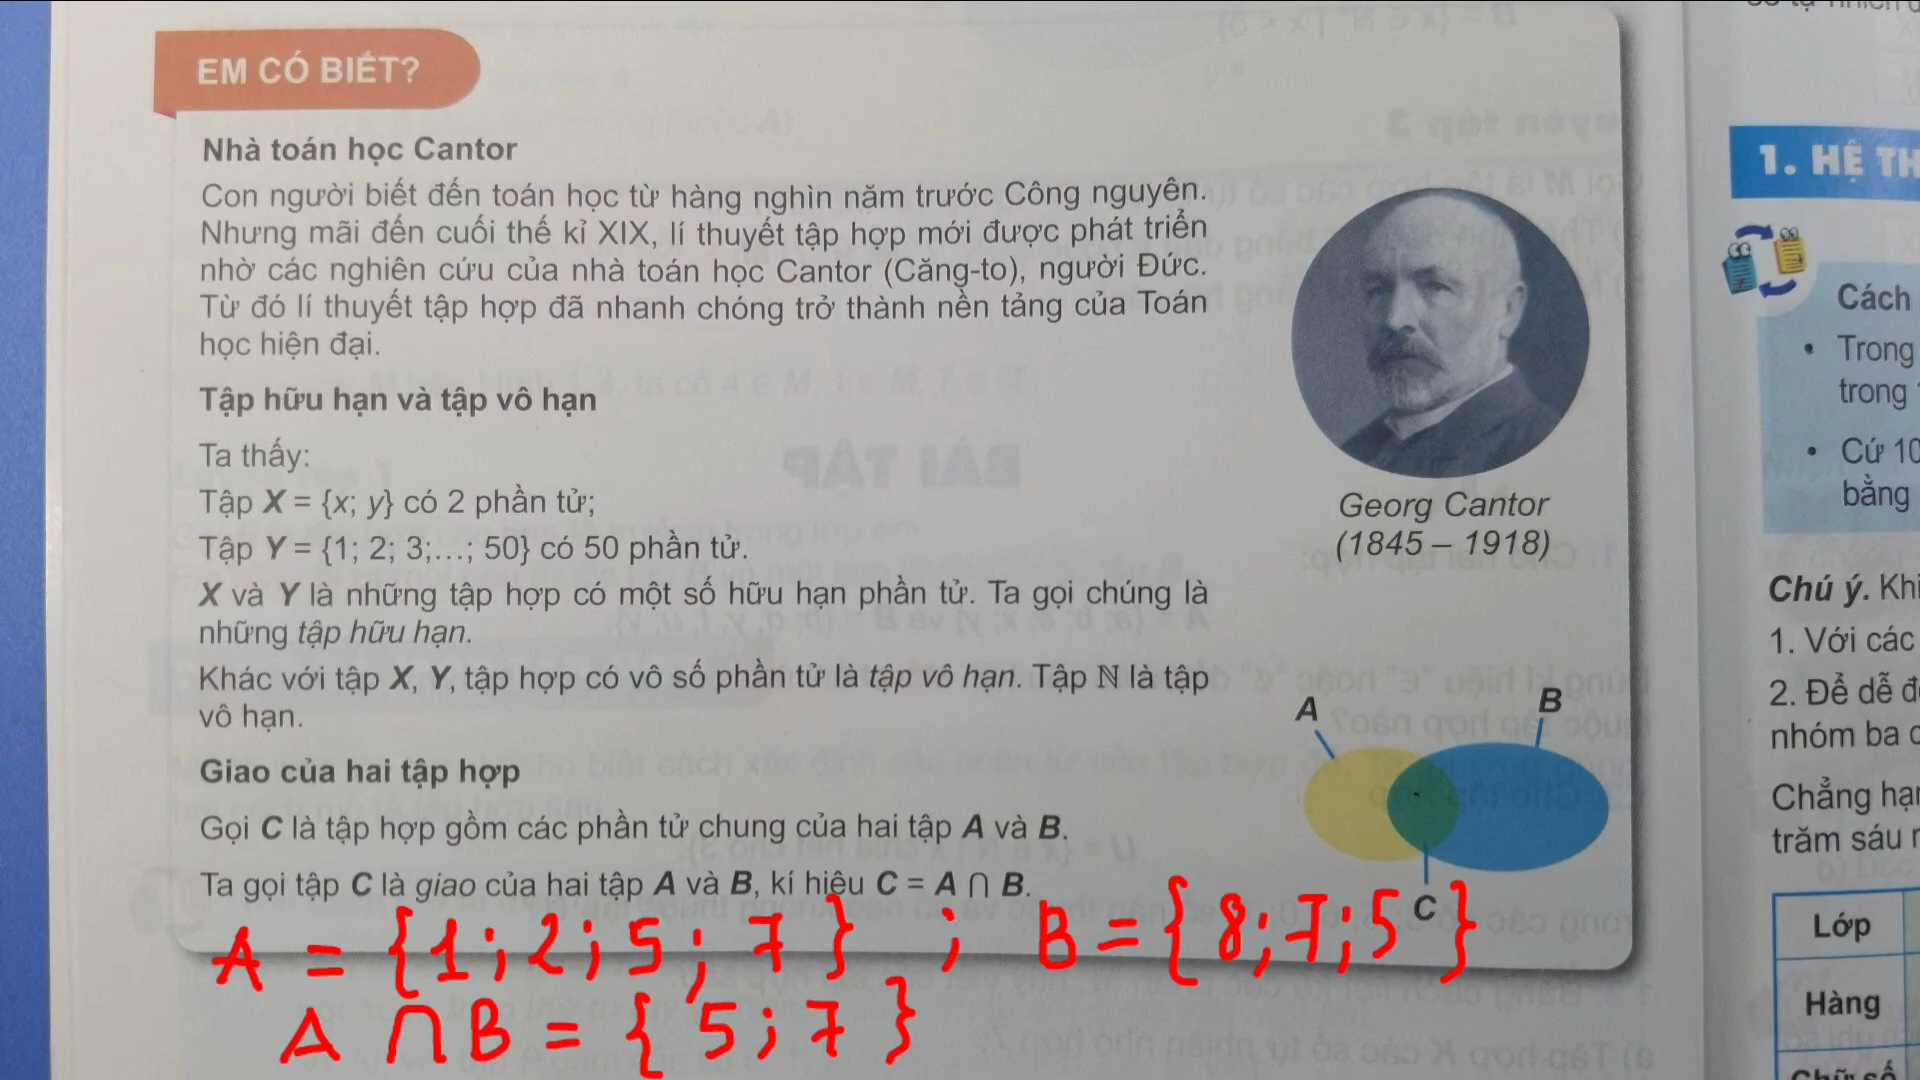 EM CÓ BIẾT?
Nhà toán học Cantor
Con người biết đến toán học từ hàng nghìn năm trước Công nguyên.
Nhưng mãi đến cuối thế kỉ XIX, lí thuyết tập hợp mới được phát triển
nhờ các nghiên cứu của nhà toán học Cantor (Căng-to), người Đức.
Từ đó lí thuyết tập hợp đã nhanh chóng trở thành nền tảng của Toán
học hiện đại.
Georg Cantor
(1845 – 1918)
Tập hữu hạn và tập vô hạn
Ta thấy:
Tập X = {x; y} có 2 phần tử;
Tập Y = {1; 2; 3;...; 50} có 50 phần tử.
X và Y là những tập hợp có một số hữu hạn phần tử. Ta gọi chúng là
những tập hữu hạn.
Khác với tập X, Y, tập hợp có vô số phần tử là tập vô hạn. Tập ℕ là tập
vô hạn.
Giao của hai tập hợp
Gọi C là tập hợp gồm các phần tử chung của hai tập A và B.
Ta gọi tập C là giao của hai tập A và B, kí hiệu C = A ∩ B.
A
B
C
A = {1; 2; 5; 7} ; B = {8; 7; 5}
A ∩ B = {5; 7}
1. HỆ
Cách
• Trong
trong
• Cứ
bằng
Chú ý. Khi
1. Với các
2. Để dễ
nhóm ba
Chẳng
trăm sáu
Lớp
Hàng
Chữ số